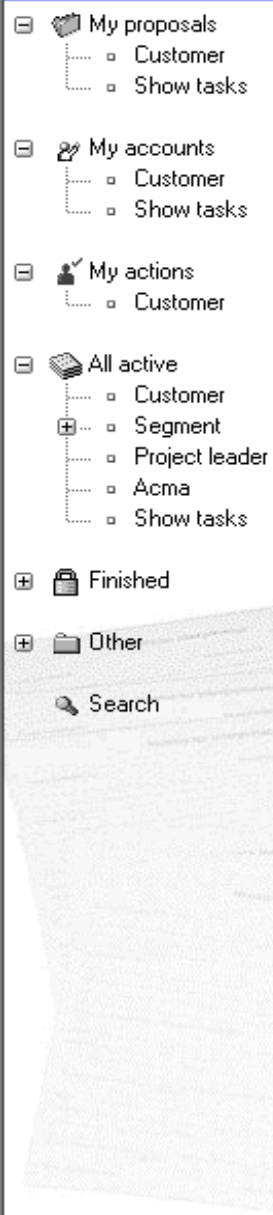 My proposals
Customer
Show tasks
My accounts
Customer
Show tasks
My actions
Customer
All active
Customer
Segment
Project leader
Acma
Show tasks
Finished
Other
Search